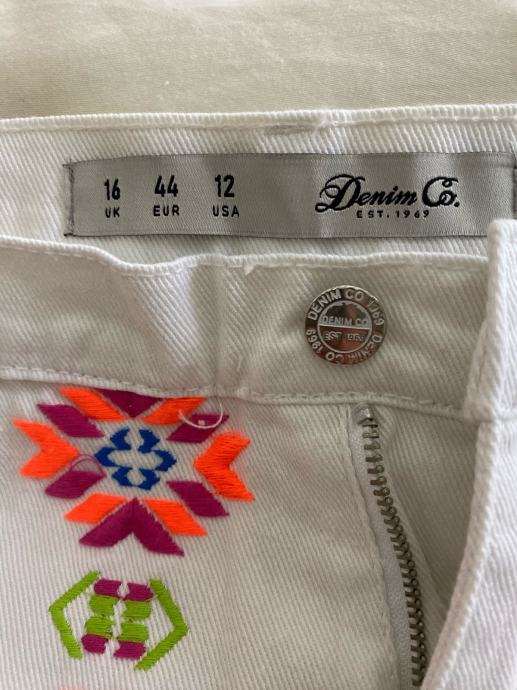 16 44 12 Denim Co.
UK EUR USA EST. 1969
DENIM CO 1969
DENIM CO
EST 1969
DENIM CO 1969